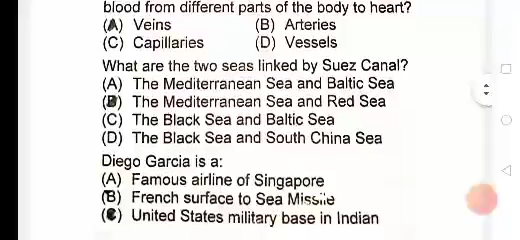 blood from different parts of the body to heart?
(A) Veins (B) Arteries
(C) Capillaries (D) Vessels
What are the two seas linked by Suez Canal?
(A) The Mediterranean Sea and Baltic Sea
(B) The Mediterranean Sea and Red Sea
(C) The Black Sea and Baltic Sea
(D) The Black Sea and South China Sea
Diego Garcia is a:
(A) Famous airline of Singapore
(B) French surface to Sea Missile
(C) United States military base in Indian